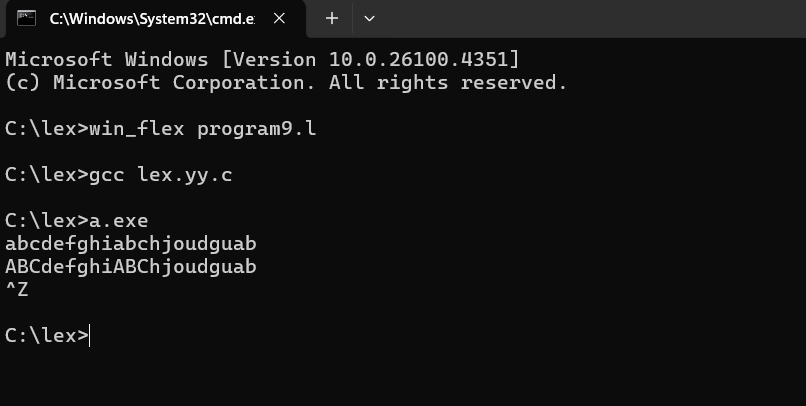 C:\Windows\System32\cmd.e
Microsoft Windows [Version 10.0.26100.4351]
(c) Microsoft Corporation. All rights reserved.
C:\lex>win_flex program9.l
C:\lex>gcc lex.yy.c
C:\lex>a.exe
abcdefghiabchjoudguab
ABCdefghiABChjoudguab
^Z
C:\lex>